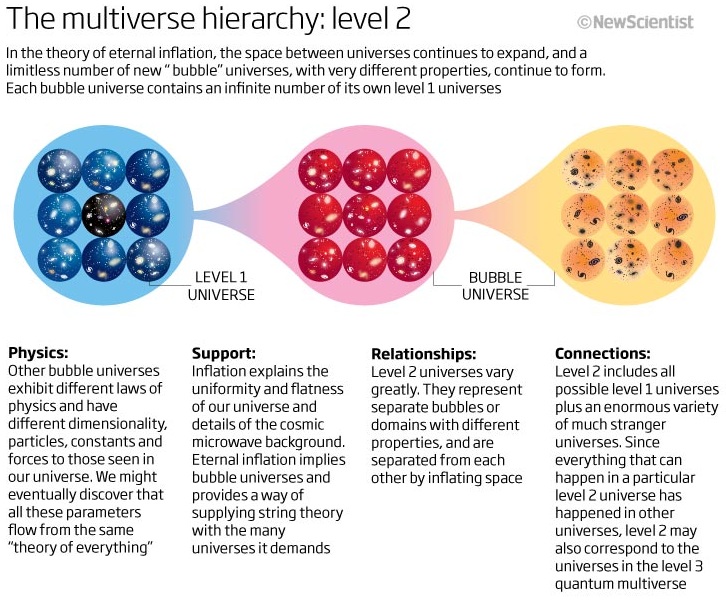 The multiverse hierarchy: level 2
©NewScientist
In the theory of eternal inflation, the space between universes continues to expand, and a
limitless number of new “ bubble” universes, with very different properties, continue to form.
Each bubble universe contains an infinite number of its own level 1 universes
LEVEL 1
UNIVERSE
BUBBLE
UNIVERSE
Physics:
Other bubble universes
exhibit different laws of
physics and have
different dimensionality,
particles, constants and
forces to those seen in
our universe. We might
eventually discover that
all these parameters
flow from the same
“theory of everything”
Support:
Inflation explains the
uniformity and flatness
of our universe and
details of the cosmic
microwave background.
Eternal inflation implies
bubble universes and
provides a way of
supplying string theory
with the many
universes it demands
Relationships:
Level 2 universes vary
greatly. They represent
separate bubbles or
domains with different
properties, and are
separated from each
other by inflating space
Connections:
Level 2 includes all
possible level 1 universes
plus an enormous variety
of much stranger
universes. Since
everything that can
happen in a particular
level 2 universe has
happened in other
universes, level 2 may
also correspond to the
universes in the level 3
quantum multiverse